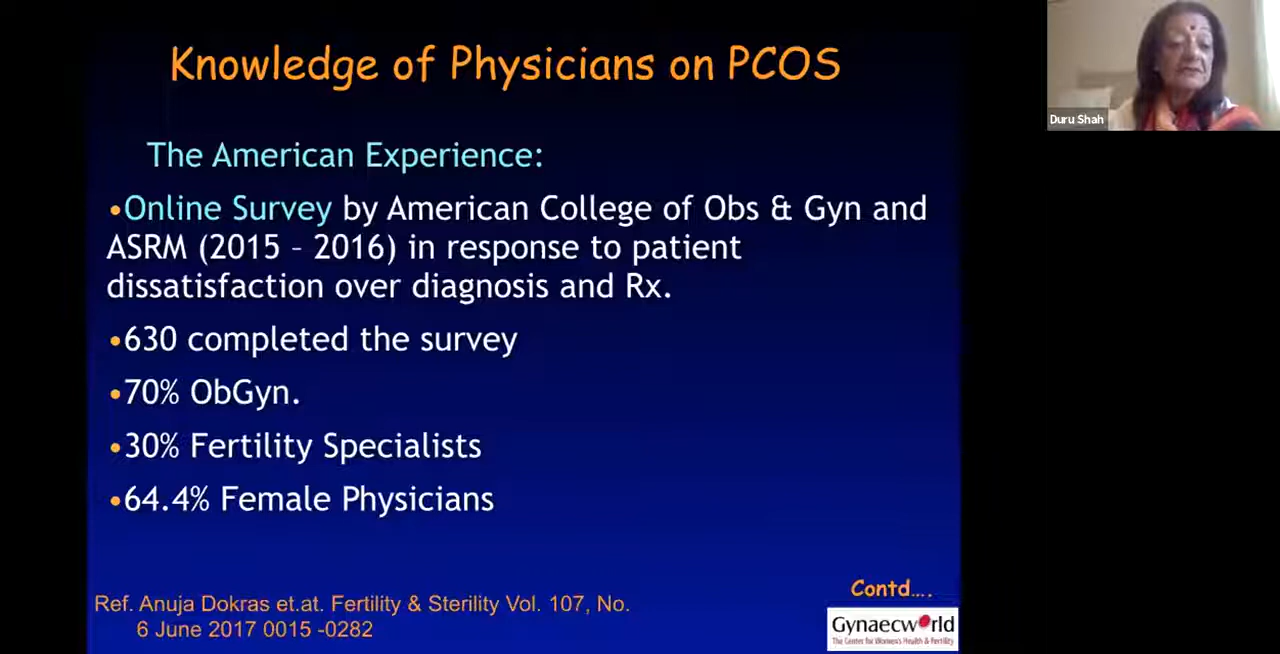 Knowledge of Physicians on PCOS
Duru Shah
The American Experience:
•Online Survey by American College of Obs & Gyn and
ASRM (2015 – 2016) in response to patient
dissatisfaction over diagnosis and Rx.
•630 completed the survey
•70% ObGyn.
•30% Fertility Specialists
•64.4% Female Physicians
Contd….
Ref. Anuja Dokras et.at. Fertility & Sterility Vol. 107, No.
6 June 2017 0015 -0282
Gynaecworld
The Center for Women's Health & Fertility